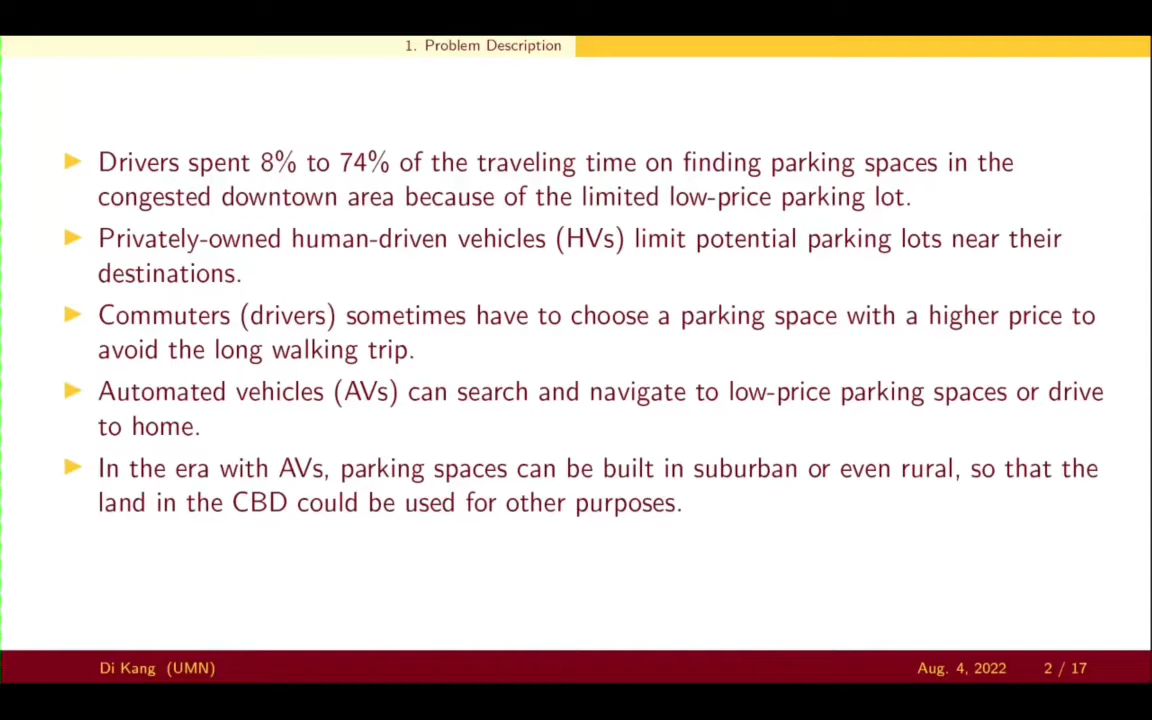 1. Problem Description
Drivers spent 8% to 74% of the traveling time on finding parking spaces in the
congested downtown area because of the limited low-price parking lot.
Privately-owned human-driven vehicles (HVs) limit potential parking lots near their
destinations.
Commuters (drivers) sometimes have to choose a parking space with a higher price to
avoid the long walking trip.
Automated vehicles (AVs) can search and navigate to low-price parking spaces or drive
to home.
In the era with AVs, parking spaces can be built in suburban or even rural, so that the
land in the CBD could be used for other purposes.
Di Kang (UMN) Aug. 4, 2022 2 / 17